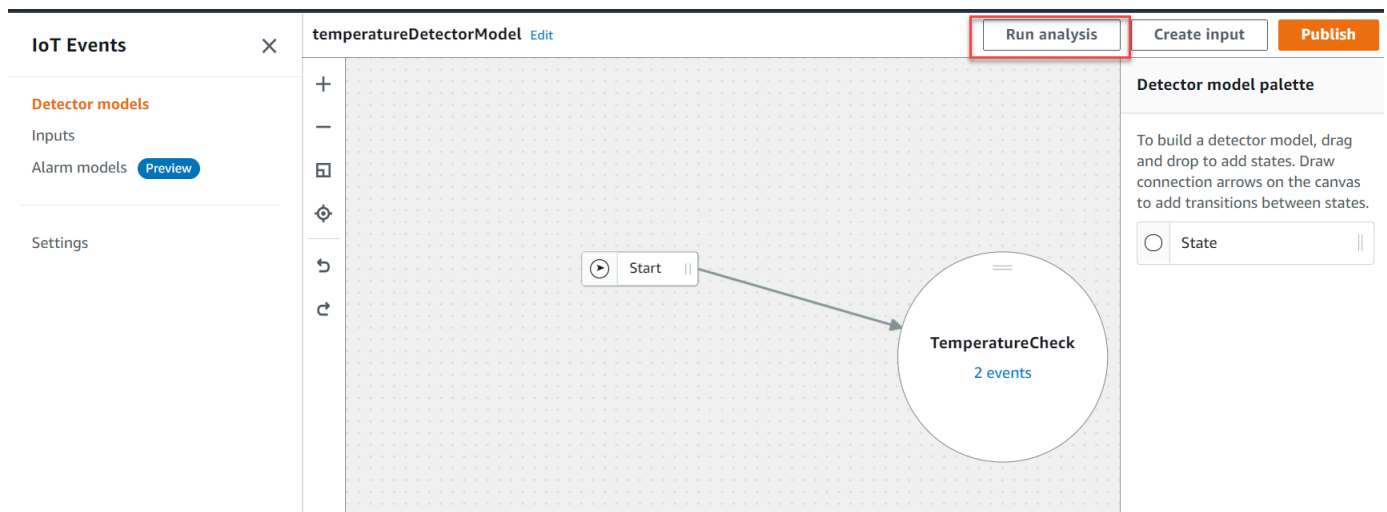 IoT Events
temperatureDetectorModel Edit
Run analysis
Create input
Publish
Detector models
Inputs
Alarm models Preview
Settings
Start
TemperatureCheck
2 events
Detector model palette
To build a detector model, drag
and drop to add states. Draw
connection arrows on the canvas
to add transitions between states.
State